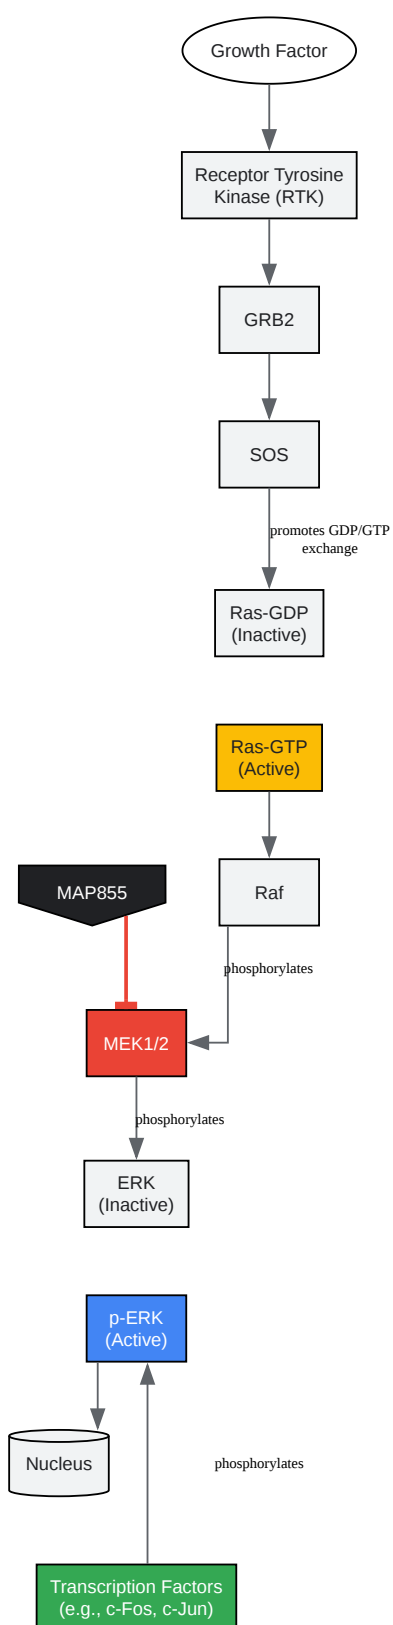 Growth Factor
Receptor Tyrosine
Kinase (RTK)
GRB2
SOS
promotes GDP/GTP
exchange
Ras-GDP
(Inactive)
Ras-GTP
(Active)
MAP855
Raf
phosphorylates
MEK1/2
phosphorylates
ERK
(Inactive)
p-ERK
(Active)
Nucleus
phosphorylates
Transcription Factors
(e.g., c-Fos, c-Jun)